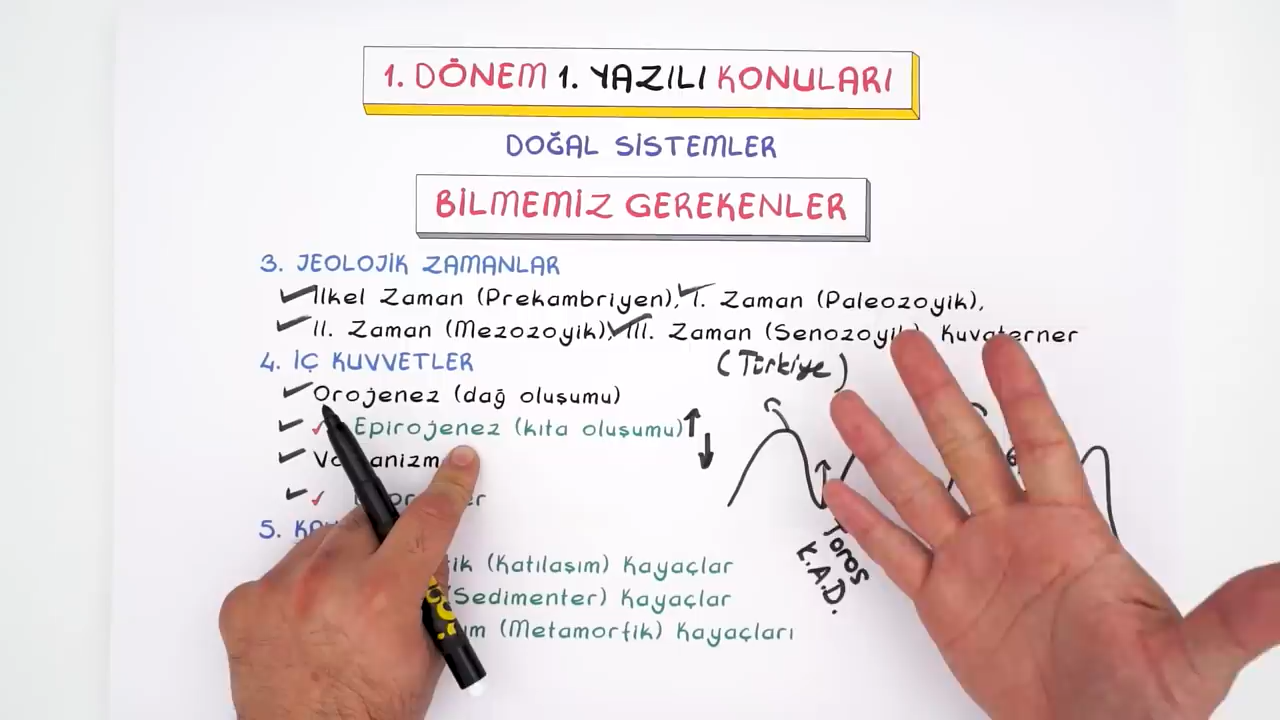 1. DÖNEM 1. YAZILI KONULARI
DOĞAL SİSTEMLER
BİLMEMİZ GEREKENLER
3. JEOLOJİK ZAMANLAR
İlkel Zaman (Prekambriyen), I. Zaman (Paleozoyik),
II. Zaman (Mezozoyik), III. Zaman Kuvaterner
(Türkiye)
4. İÇ KUVVETLER
Orojenez (dağ oluşumu)
Epirojenez (kıta oluşumu)
5.
(Katılaşım) Kayaçlar
(Sedimenter) Kayaçlar
(Metamorfik) Kayaçları
Toros
K.A.D.